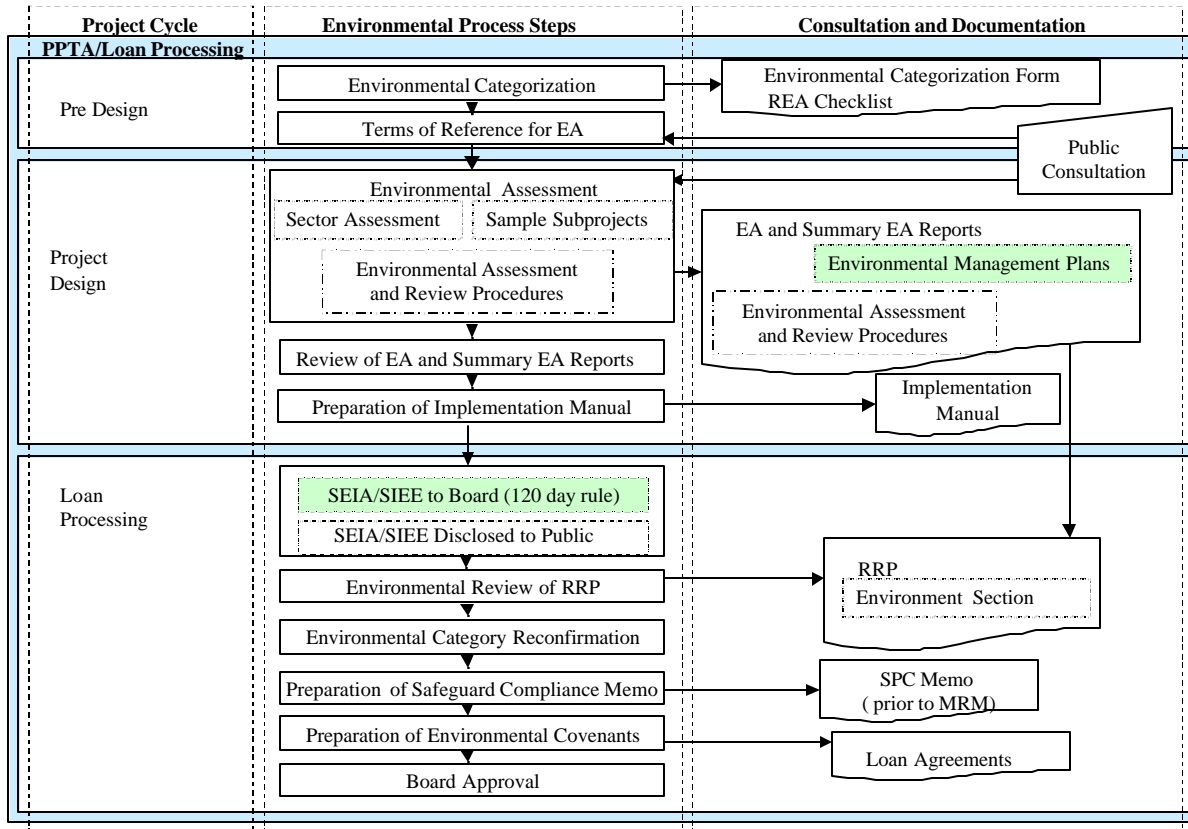 Project Cycle
Environmental Process Steps
Consultation and Documentation
PPTA/Loan Processing
Pre Design
Environmental Categorization
Environmental Categorization Form
REA Checklist
Terms of Reference for EA
Public
Consultation
Project
Design
Environmental Assessment
Sector Assessment
Sample Subprojects
Environmental Assessment
and Review Procedures
EA and Summary EA Reports
Environmental Management Plans
Environmental Assessment
and Review Procedures
Review of EA and Summary EA Reports
Preparation of Implementation Manual
Implementation
Manual
Loan
Processing
SEIA/SIEE to Board (120 day rule)
SEIA/SIEE Disclosed to Public
Environmental Review of RRP
RRP
Environment Section
Environmental Category Reconfirmation
Preparation of Safeguard Compliance Memo
SPC Memo
( prior to MRM)
Preparation of Environmental Covenants
Loan Agreements
Board Approval